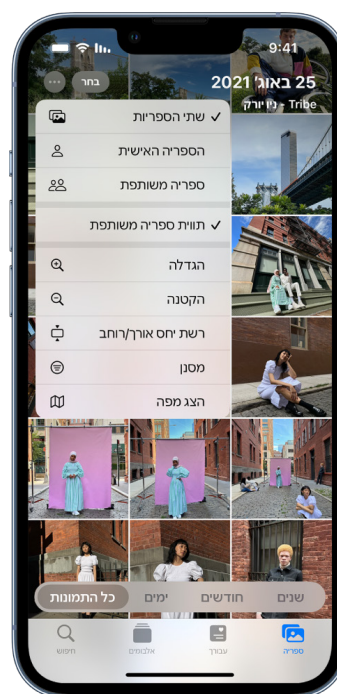 9:41
25 באוג׳ 2021
בחר
Tribe - ניו יורק
✓ שתי הספריות
הספריה האישית
ספריה משותפת
✓ תווית ספריה משותפת
הגדלה
הקטנה
רשת יחס אורך/רוחב
מסנן
הצג מפה
שנים
חודשים
ימים
כל התמונות
ספריה
עבורך
אלבומים
חיפוש